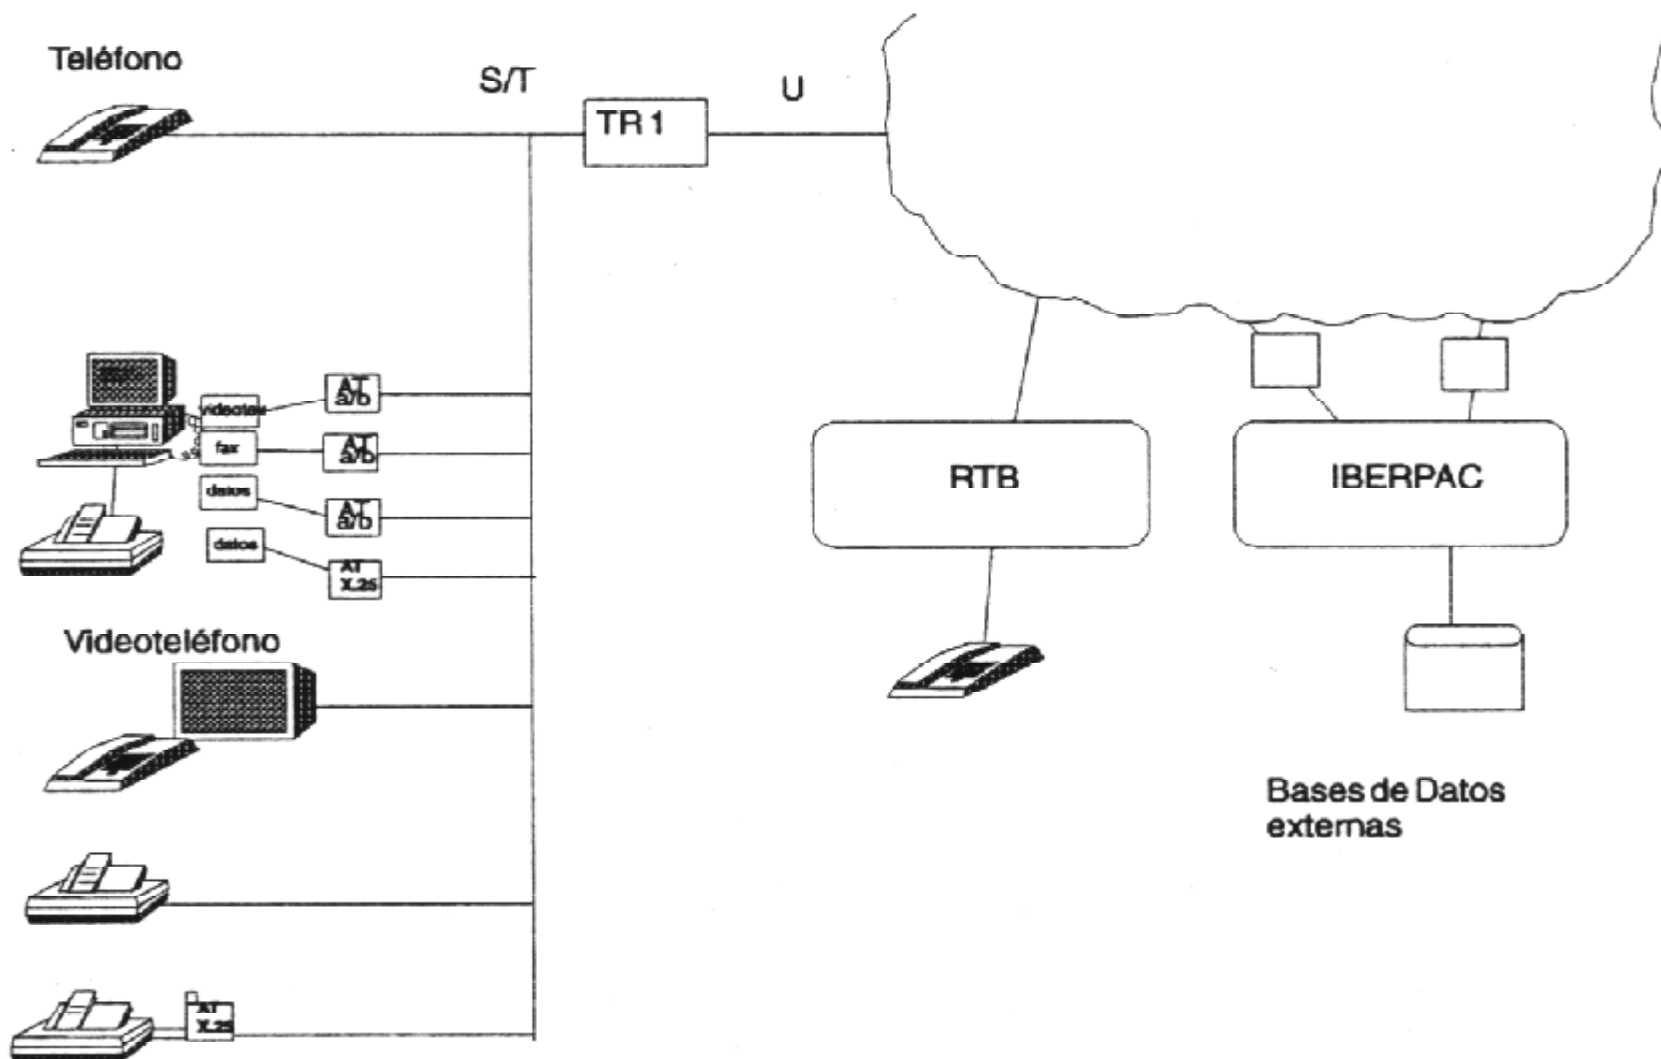 Teléfono
S/T
TR 1
U
videotex
AT
a/b
fax
AT
a/b
datos
AT
a/b
datos
AT
X.25
RTB
IBERPAC
Videoteléfono
Bases de Datos
externas
AT
X.25